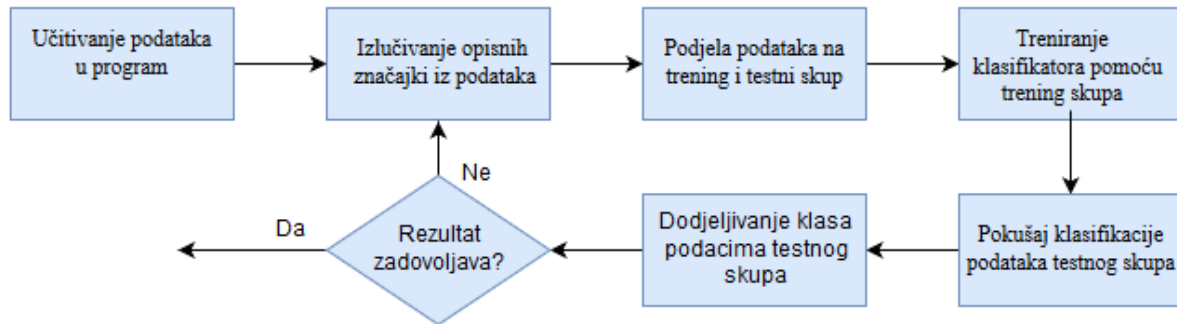 Učitivanje podataka
u program
Izlučivanje opisnih
značajki iz podataka
Podjela podataka na
trening i testni skup
Treniranje
klasifikatora pomoću
trening skupa
Pokušaj klasifikacije
podataka testnog skupa
Dodjeljivanje klasa
podacima testnog
skupa
Rezultat
zadovoljava?
Ne
Da